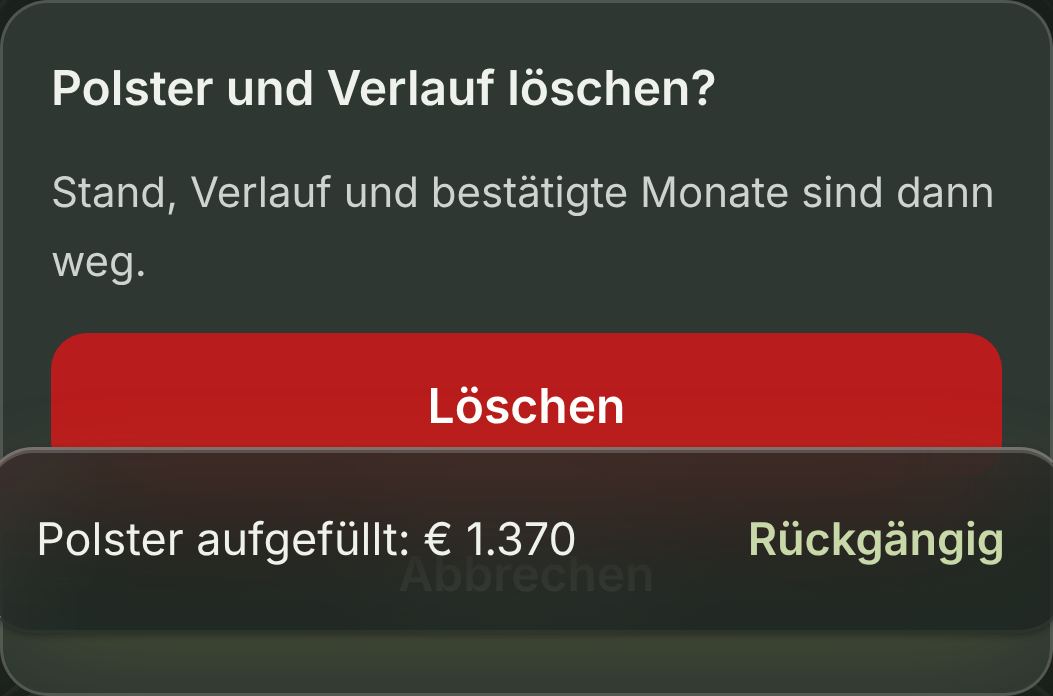 Polster und Verlauf löschen?
Stand, Verlauf und bestätigte Monate sind dann
weg.
Löschen
Polster aufgefüllt: € 1.370 Rückgängig
Abbrechen